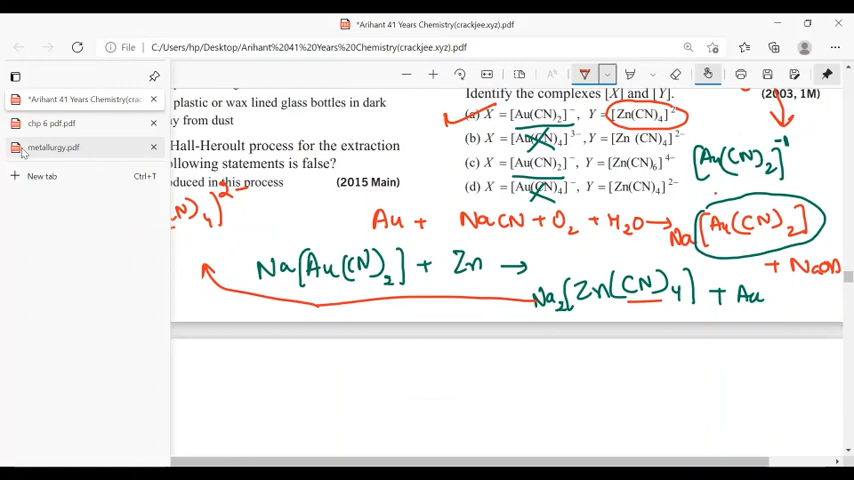 *Arihant 41 Years Chemistry(crackjee.xyz).pdf
File
C:/Users/hp/Desktop/Arihant%2041%20Years%20Chemistry(crackjee.xyz).pdf
*Arihant 41 Years Chemistry(crac
chp 6 pdf.pdf
metallurgy.pdf
New tab
Ctrl+T
plastic or wax lined glass bottles in dark
ay from dust
Hall-Heroult process for the extraction
ollowing statements is false?
oduced in this process
(2015 Main)
Identify the complexes [X] and [Y].
(2003, 1M)
(a) X = [Au(CN)2]−, Y = [Zn(CN)4]2−
(b) X = [Au(CN)4]3−, Y = [Zn (CN)4]2−
(c) X = [Au(CN)2]−, Y = [Zn(CN)6]4−
(d) X = [Au(CN)4]−, Y = [Zn(CN)4]2−
[Au(CN)2]-1
N)4)2-
Au + NaCN + O2 + H2O → Na[Au(CN)2]
+ NaOH
Na[Au(CN)2] + Zn →
Na2[Zn(CN)4] + Au